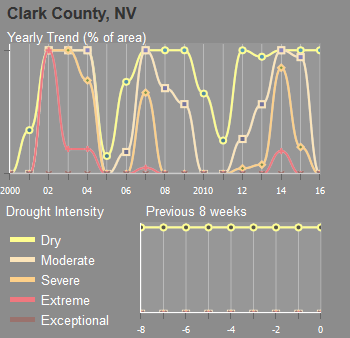 Clark County, NV
Yearly Trend (% of area)
2000 02 04 06 08 2010 12 14 16
Drought Intensity
Dry
Moderate
Severe
Extreme
Exceptional
Previous 8 weeks
-8 -6 -4 -2 0